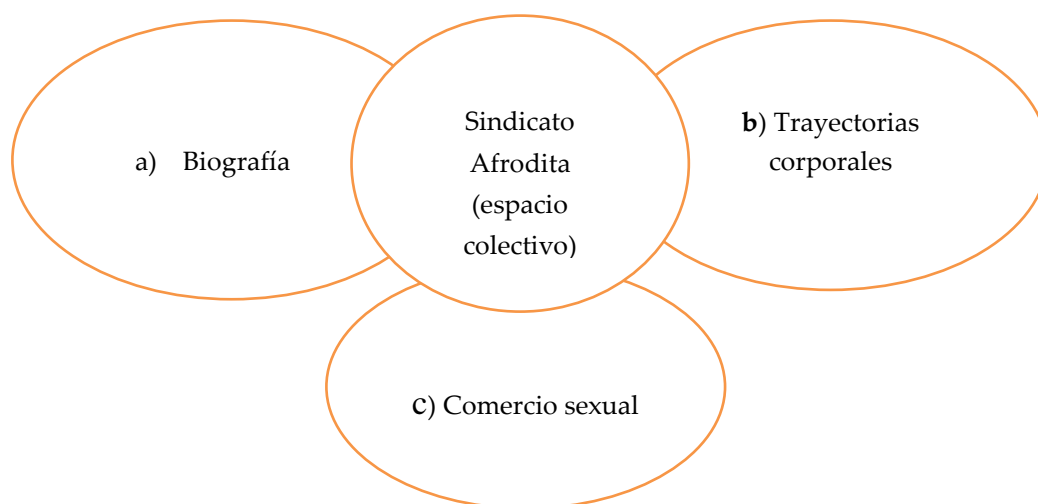 a) Biografía
Sindicato
Afrodita
(espacio
colectivo)
b) Trayectorias
corporales
c) Comercio sexual